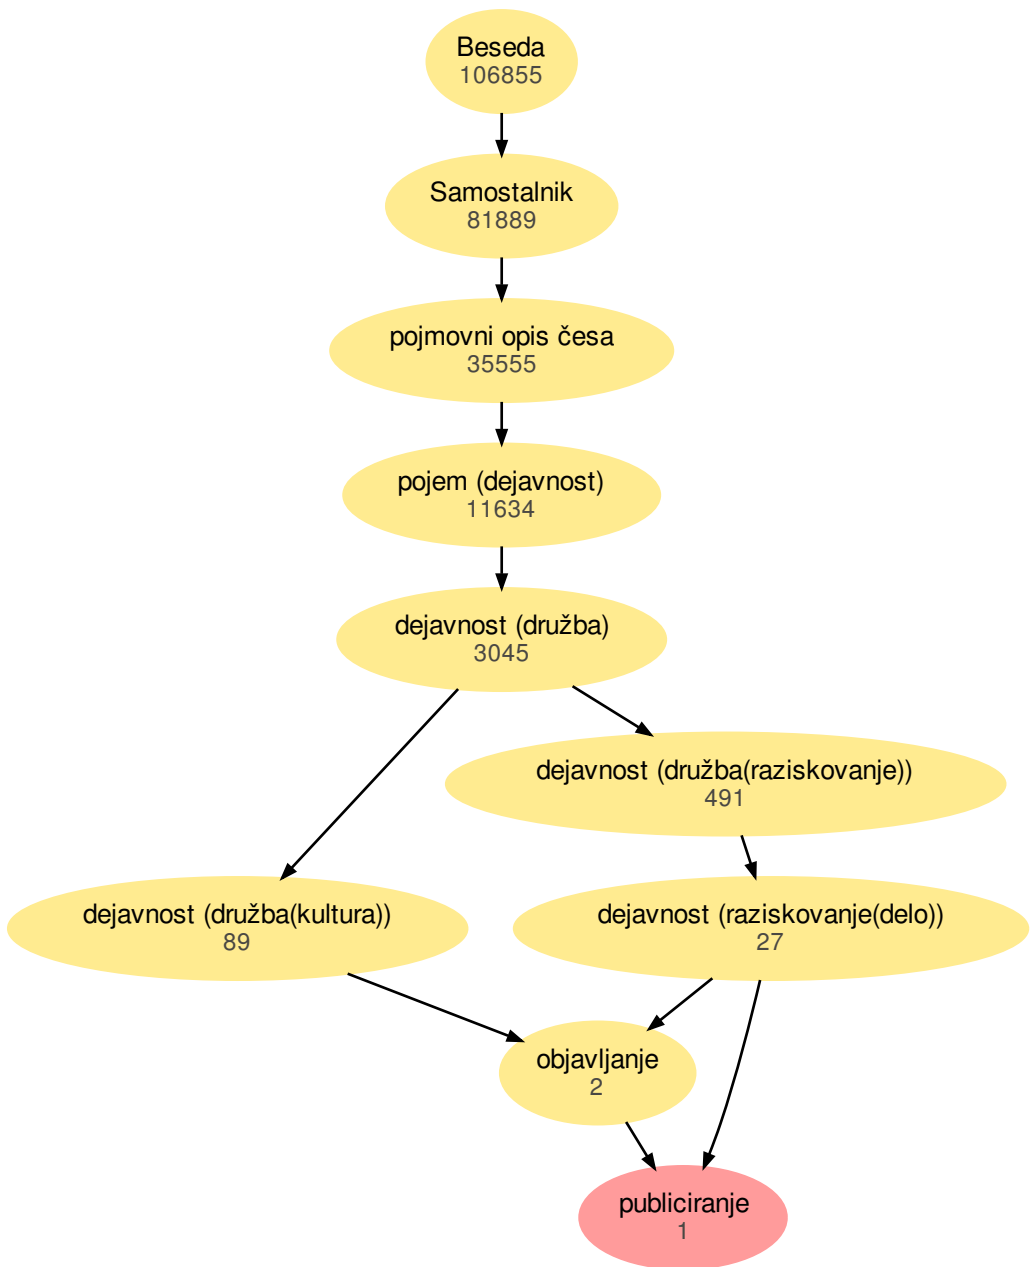 Beseda
106855
Samostalnik
81889
pojmovni opis česa
35555
pojem (dejavnost)
11634
dejavnost (družba)
3045
dejavnost (družba(raziskovanje))
491
dejavnost (družba(kultura))
89
dejavnost (raziskovanje(delo))
27
objavljanje
2
publiciranje
1